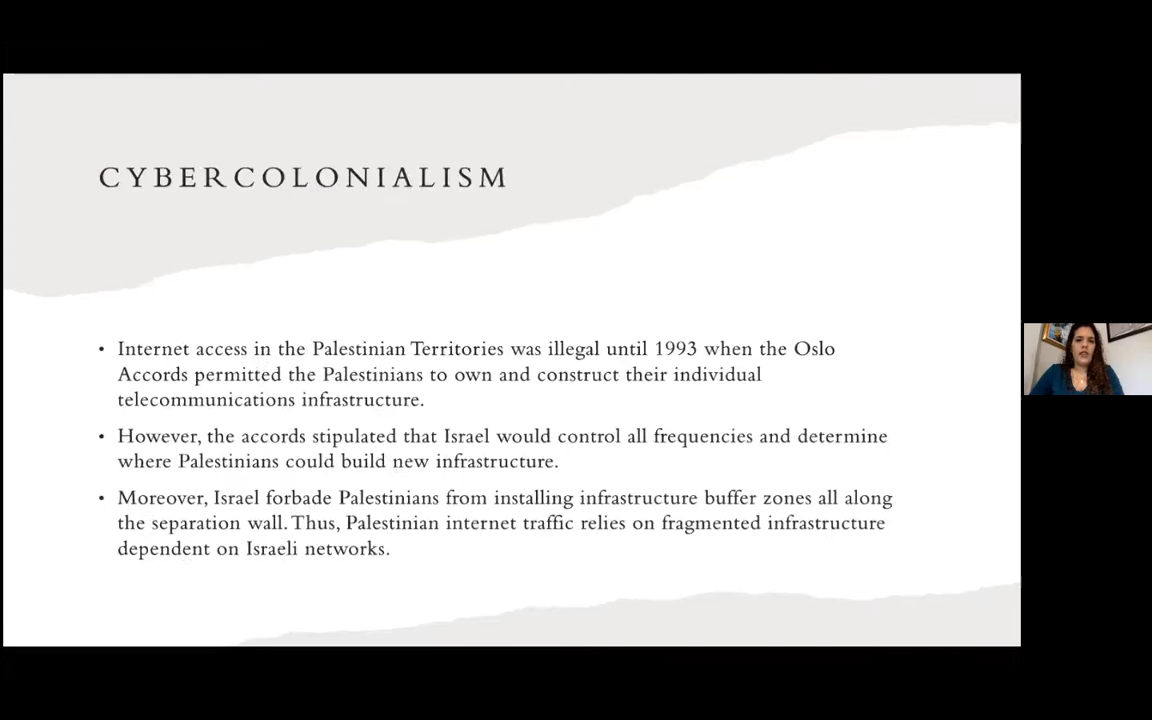 CYBERCOLONIALISM
• Internet access in the Palestinian Territories was illegal until 1993 when the Oslo
Accords permitted the Palestinians to own and construct their individual
telecommunications infrastructure.
• However, the accords stipulated that Israel would control all frequencies and determine
where Palestinians could build new infrastructure.
• Moreover, Israel forbade Palestinians from installing infrastructure buffer zones all along
the separation wall. Thus, Palestinian internet traffic relies on fragmented infrastructure
dependent on Israeli networks.